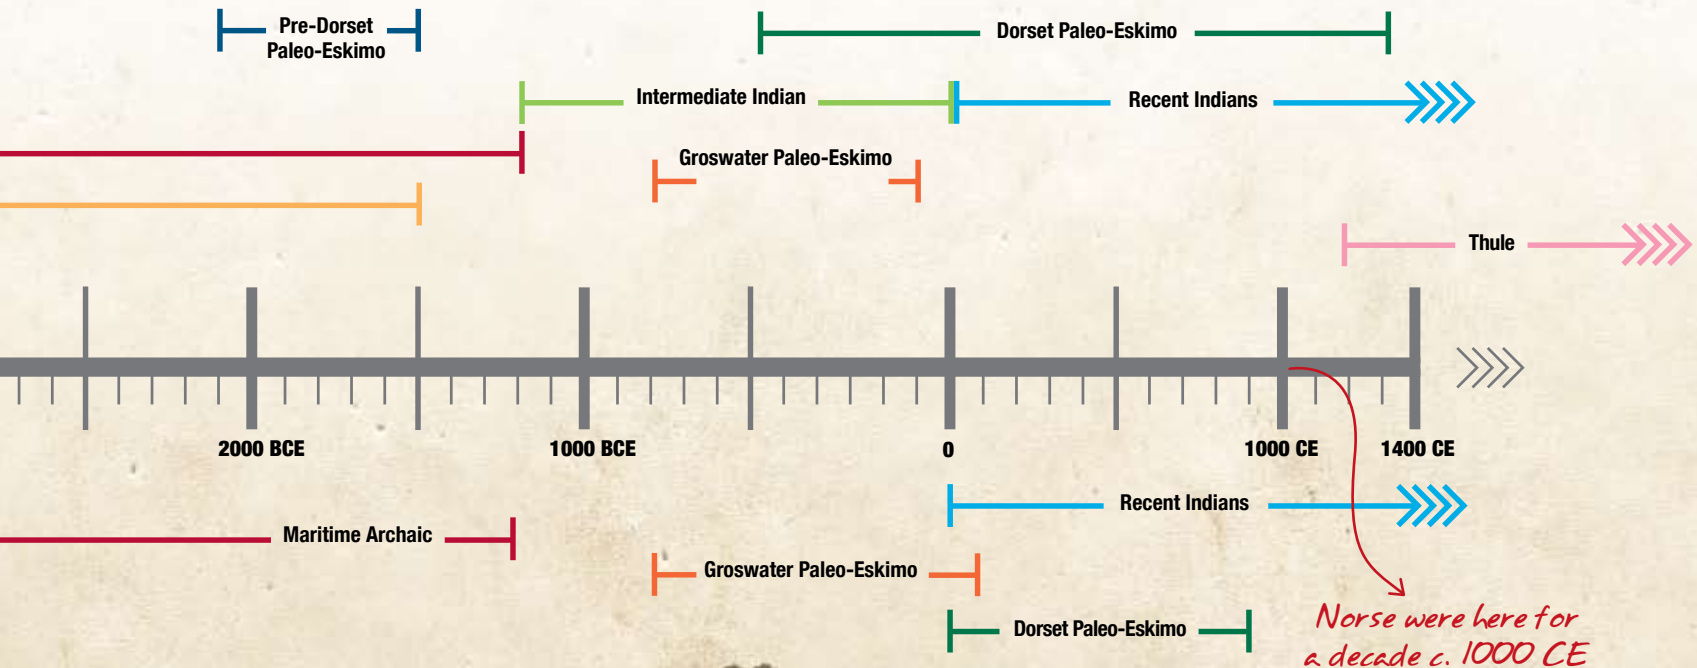 Pre-Dorset
Paleo-Eskimo
Dorset Paleo-Eskimo
Intermediate Indian
Recent Indians
Groswater Paleo-Eskimo
Thule
2000 BCE
1000 BCE
0
1000 CE
1400 CE
Recent Indians
Maritime Archaic
Groswater Paleo-Eskimo
Dorset Paleo-Eskimo
Norse were here for
a decade c. 1000 CE